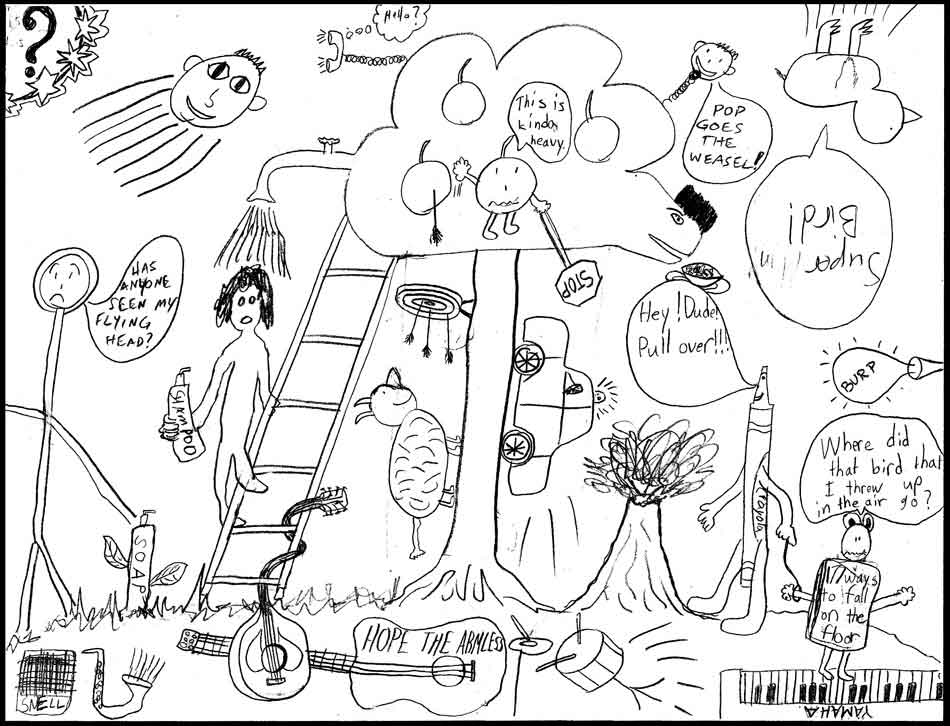 ?
Hello?
This is
kinda
heavy.
POP
GOES
THE
WEASEL!
Super
Bird!
HAS
ANYONE
SEEN MY
FLYING
HEAD?
STOP
Hey! Dude!
Pull over!!!
BURP
Where did
that bird that
I threw up
in the air go?
ShamPOO
Crayola
SOAP
17 ways
to fall
on the
floor
HOPE THE ARMLESS
SNELL
YAMAHA